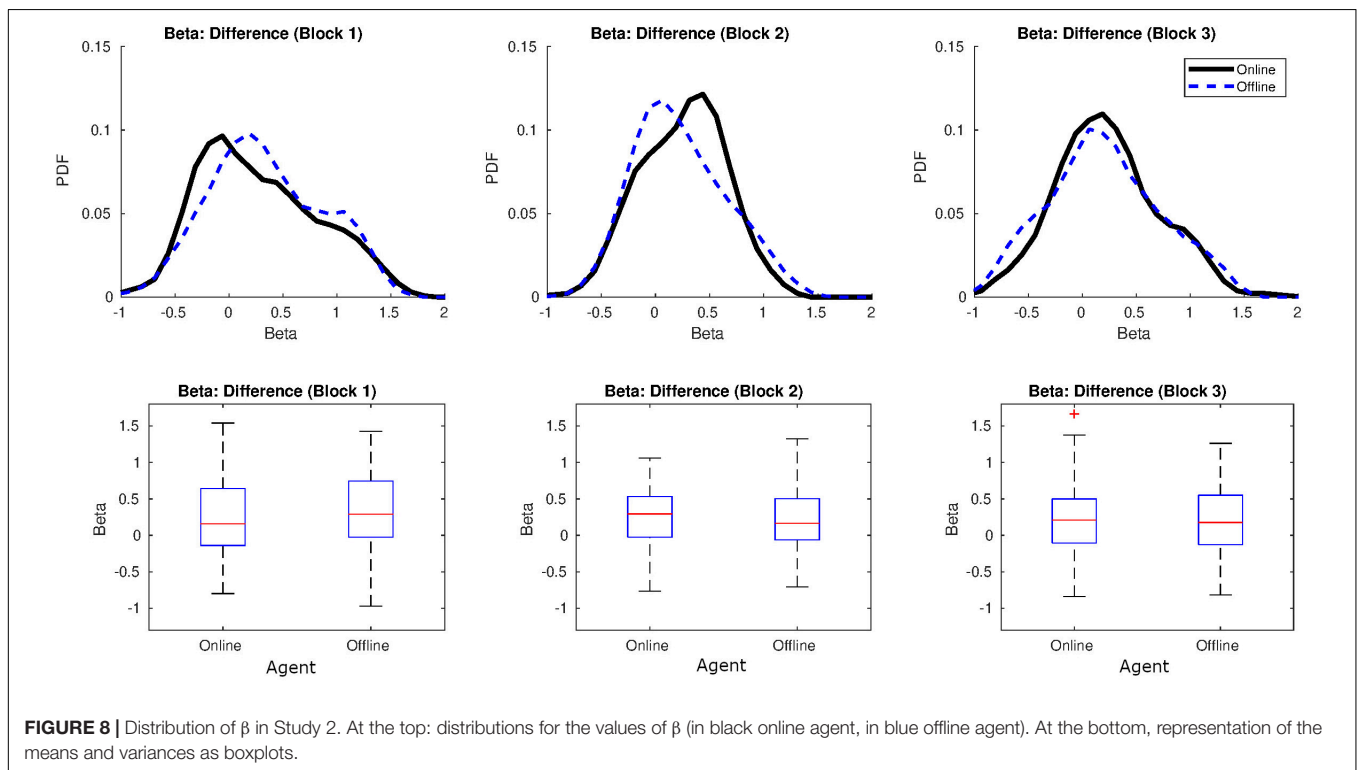 Beta: Difference (Block 1)
0.15
0.1
0.05
0
PDF
-1 -0.5 0 0.5 1 1.5 2
Beta
Beta: Difference (Block 2)
0.15
0.1
0.05
0
PDF
-1 -0.5 0 0.5 1 1.5 2
Beta
Beta: Difference (Block 3)
0.15
0.1
0.05
0
PDF
-1 -0.5 0 0.5 1 1.5 2
Beta
Online
Offline
Beta: Difference (Block 1)
1.5
1
0.5
0
-0.5
-1
Beta
Online Offline
Agent
Beta: Difference (Block 2)
1.5
1
0.5
0
-0.5
-1
Beta
Online Offline
Agent
Beta: Difference (Block 3)
1.5
1
0.5
0
-0.5
-1
Beta
Online Offline
Agent
FIGURE 8 | Distribution of β in Study 2. At the top: distributions for the values of β (in black online agent, in blue offline agent). At the bottom, representation of the
means and variances as boxplots.